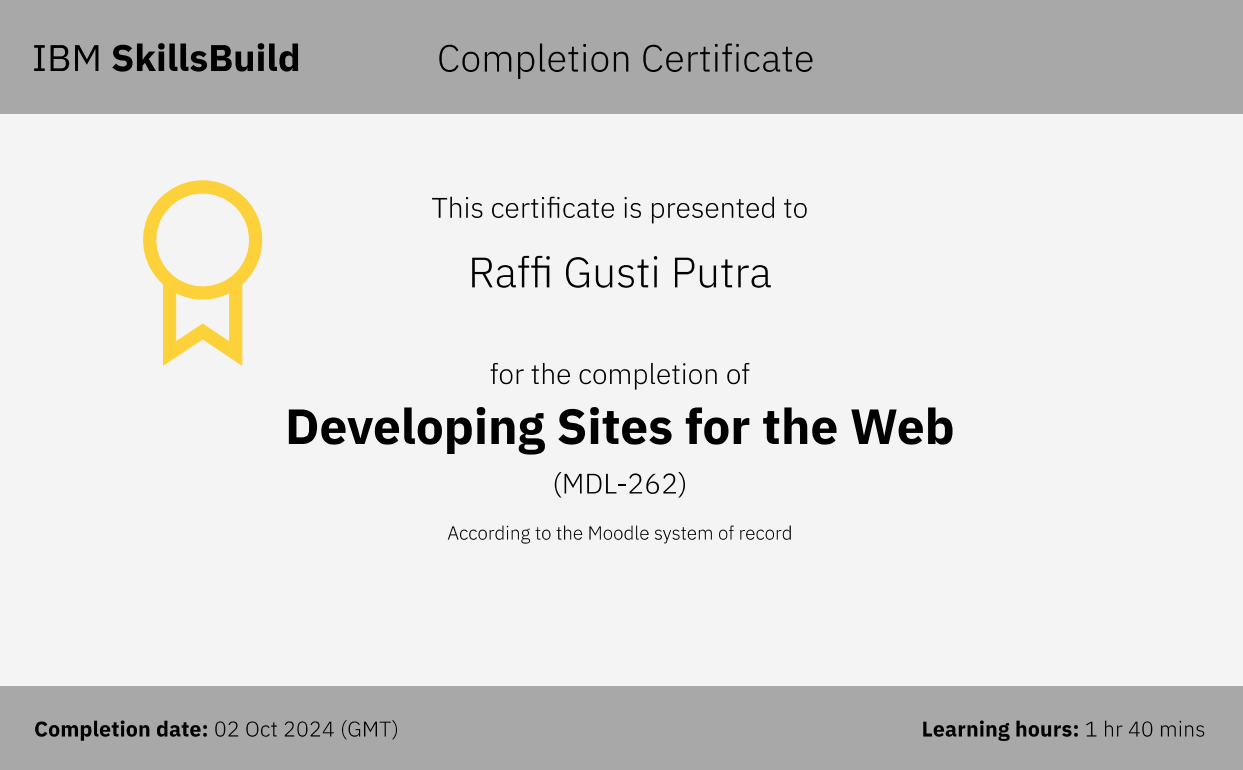 IBM SkillsBuild
Completion Certificate
This certificate is presented to
Raffi Gusti Putra
for the completion of
Developing Sites for the Web
(MDL-262)
According to the Moodle system of record
Completion date: 02 Oct 2024 (GMT)
Learning hours: 1 hr 40 mins